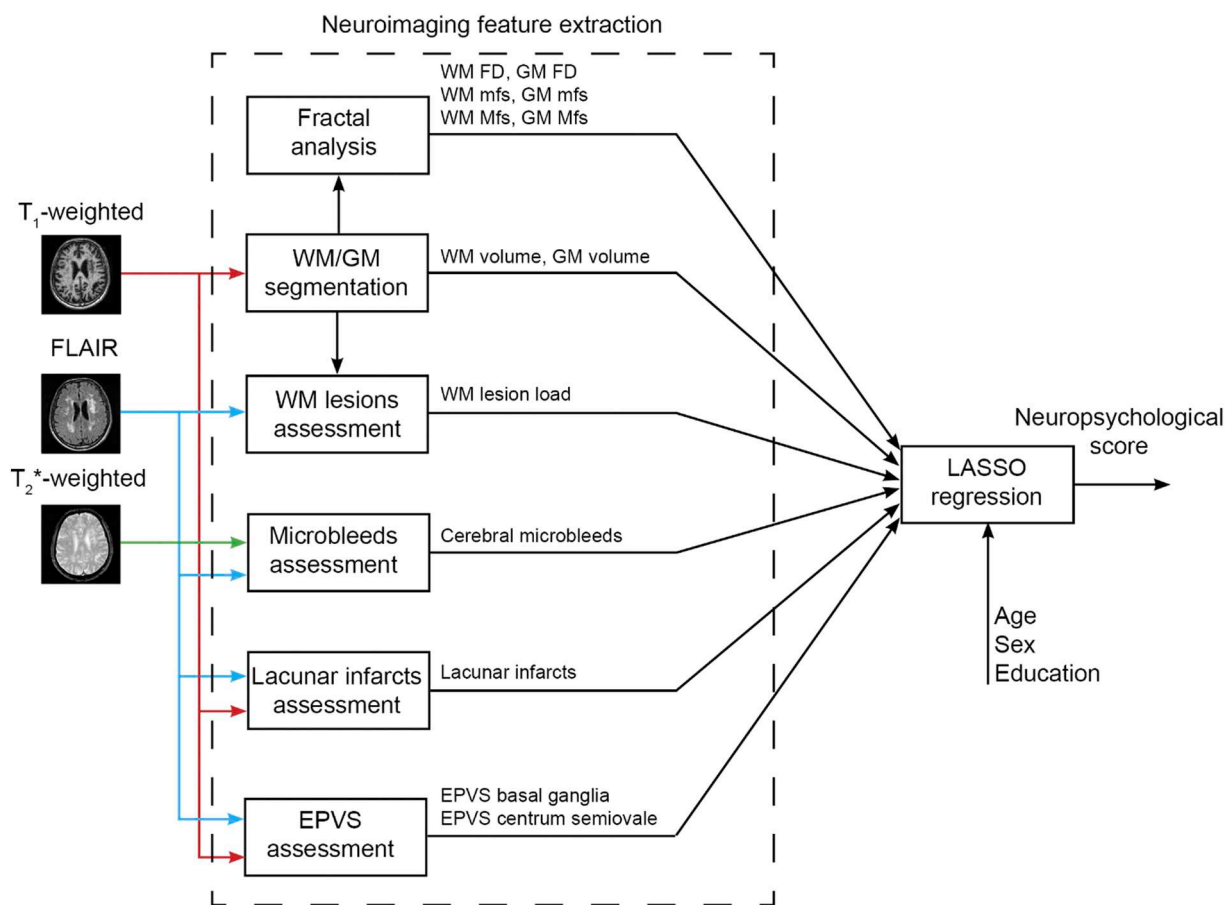 Neuroimaging feature extraction
WM FD, GM FD
WM mfs, GM mfs
WM Mfs, GM Mfs
Fractal
analysis
T1-weighted
WM/GM
segmentation
WM volume, GM volume
FLAIR
WM lesions
assessment
WM lesion load
Neuropsychological
score
LASSO
regression
T2*-weighted
Microbleeds
assessment
Cerebral microbleeds
Age
Sex
Education
Lacunar infarcts
assessment
Lacunar infarcts
EPVS
assessment
EPVS basal ganglia
EPVS centrum semiovale